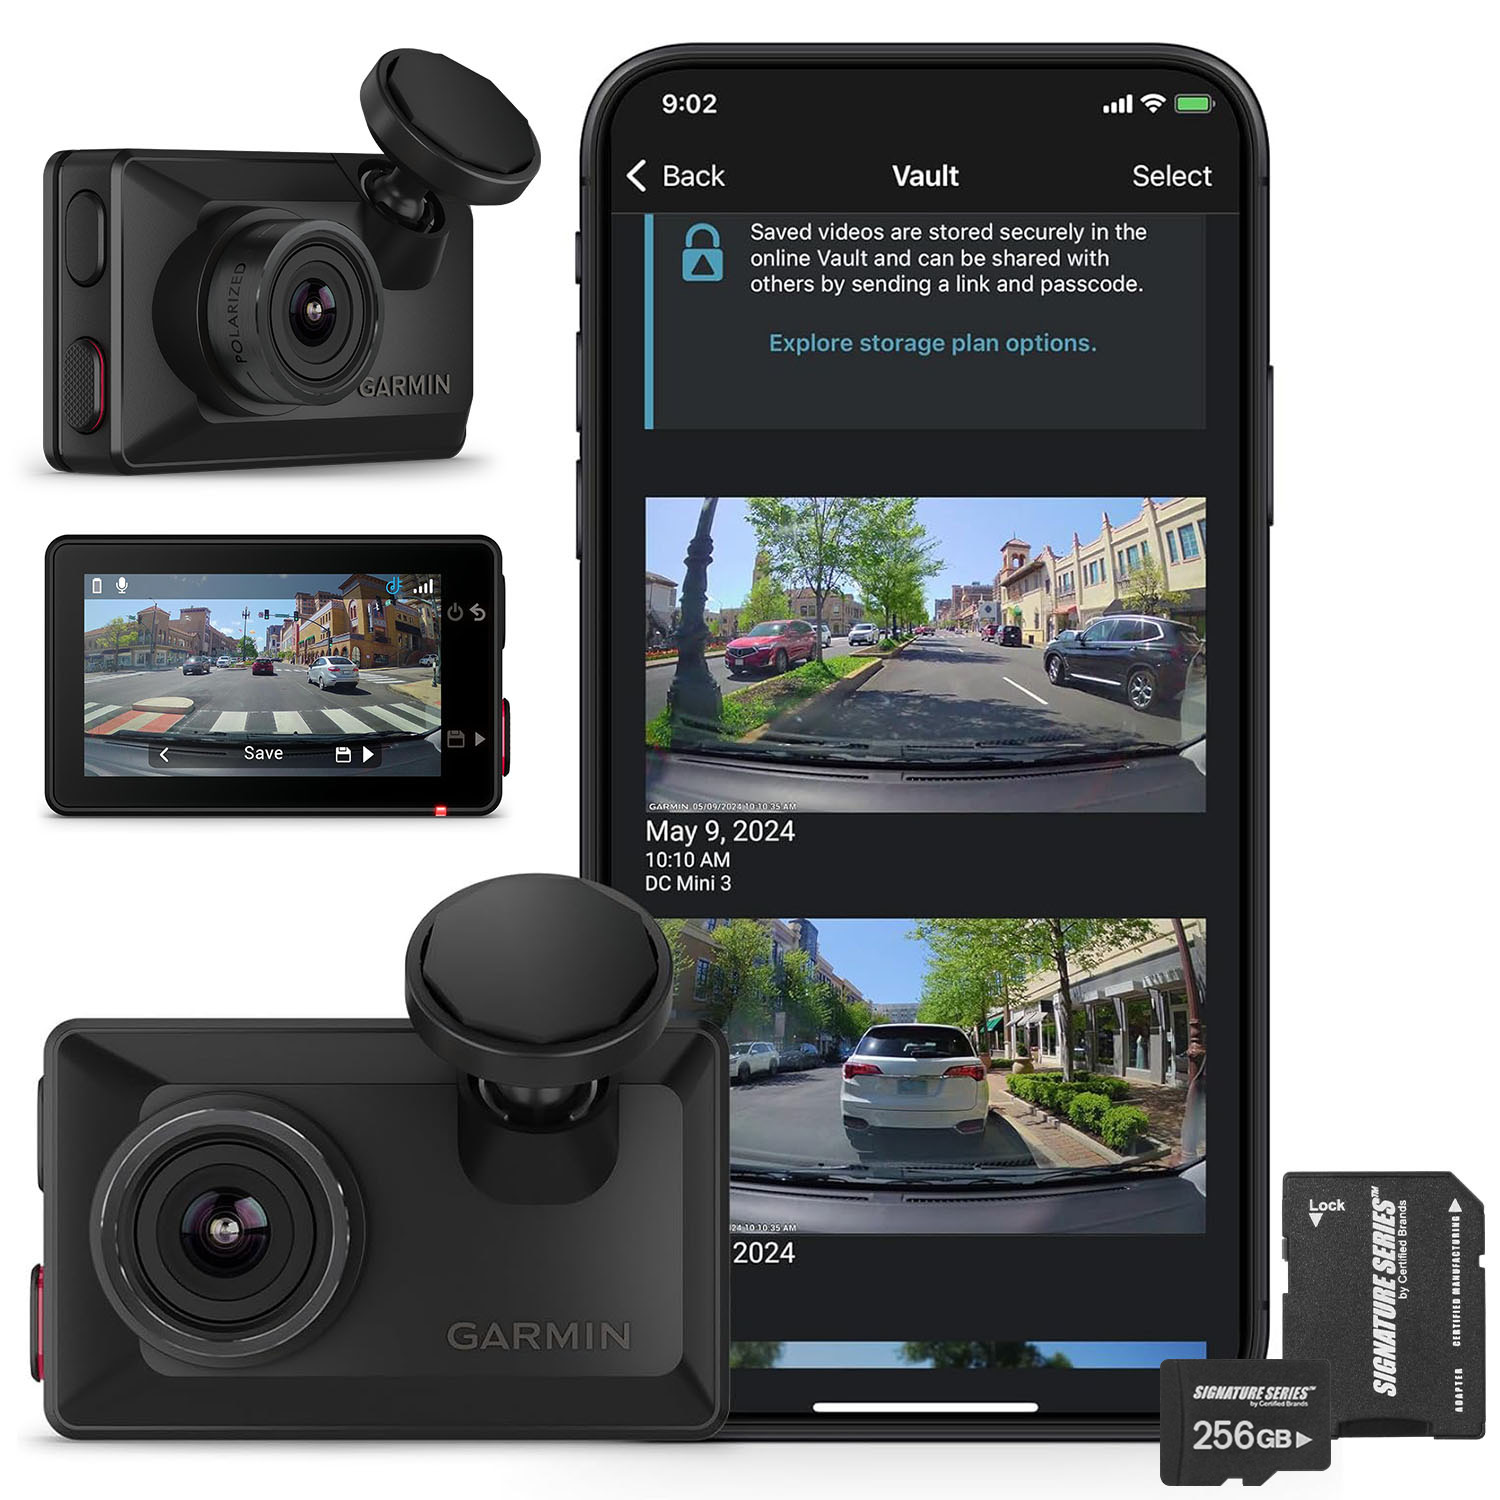 POLARIZED
GARMIN
Save
GARMIN
9:02
Back
Vault
Select
Saved videos are stored securely in the
online Vault and can be shared with
others by sending a link and passcode.
Explore storage plan options.
GARMIN 05/09/2024 10:10:35 AM
May 9, 2024
10:10 AM
DC Mini 3
24 10:10:35 AM
2024
Lock
SIGNATURE SERIES™
by Certified Brands
ADAPTER CERTIFIED MANUFACTURING
SIGNATURE SERIES™
by Certified Brands
256GB